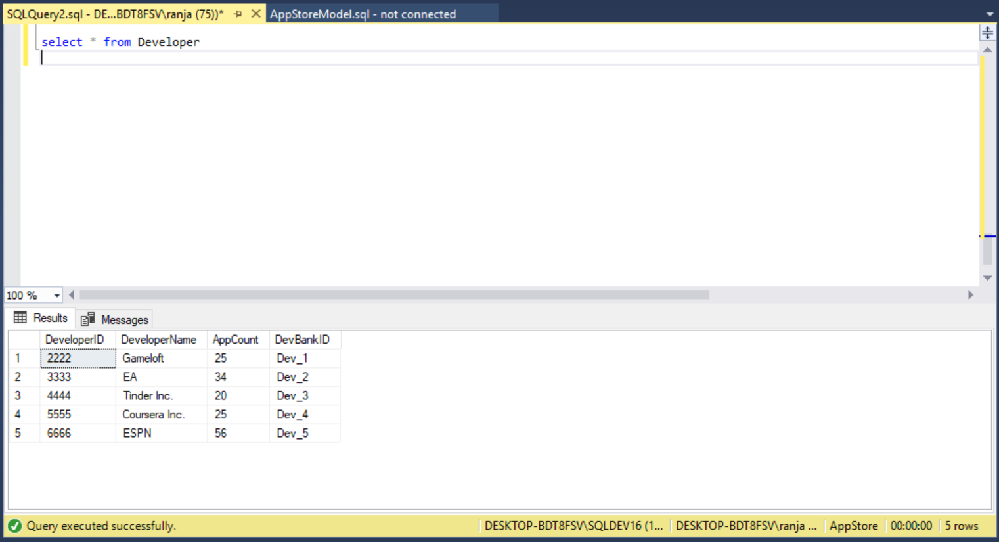 SQLQuery2.sql - DE...BDT8FSV\ranja (75))* AppStoreModel.sql - not connected
select * from Developer
100 %
Results Messages
DeveloperID DeveloperName AppCount DevBankID
1 2222 Gameloft 25 Dev_1
2 3333 EA 34 Dev_2
3 4444 Tinder Inc. 20 Dev_3
4 5555 Coursera Inc. 25 Dev_4
5 6666 ESPN 56 Dev_5
Query executed successfully. DESKTOP-BDT8FSV\SQLDEV16 (1... DESKTOP-BDT8FSV\ranja ... AppStore 00:00:00 5 rows